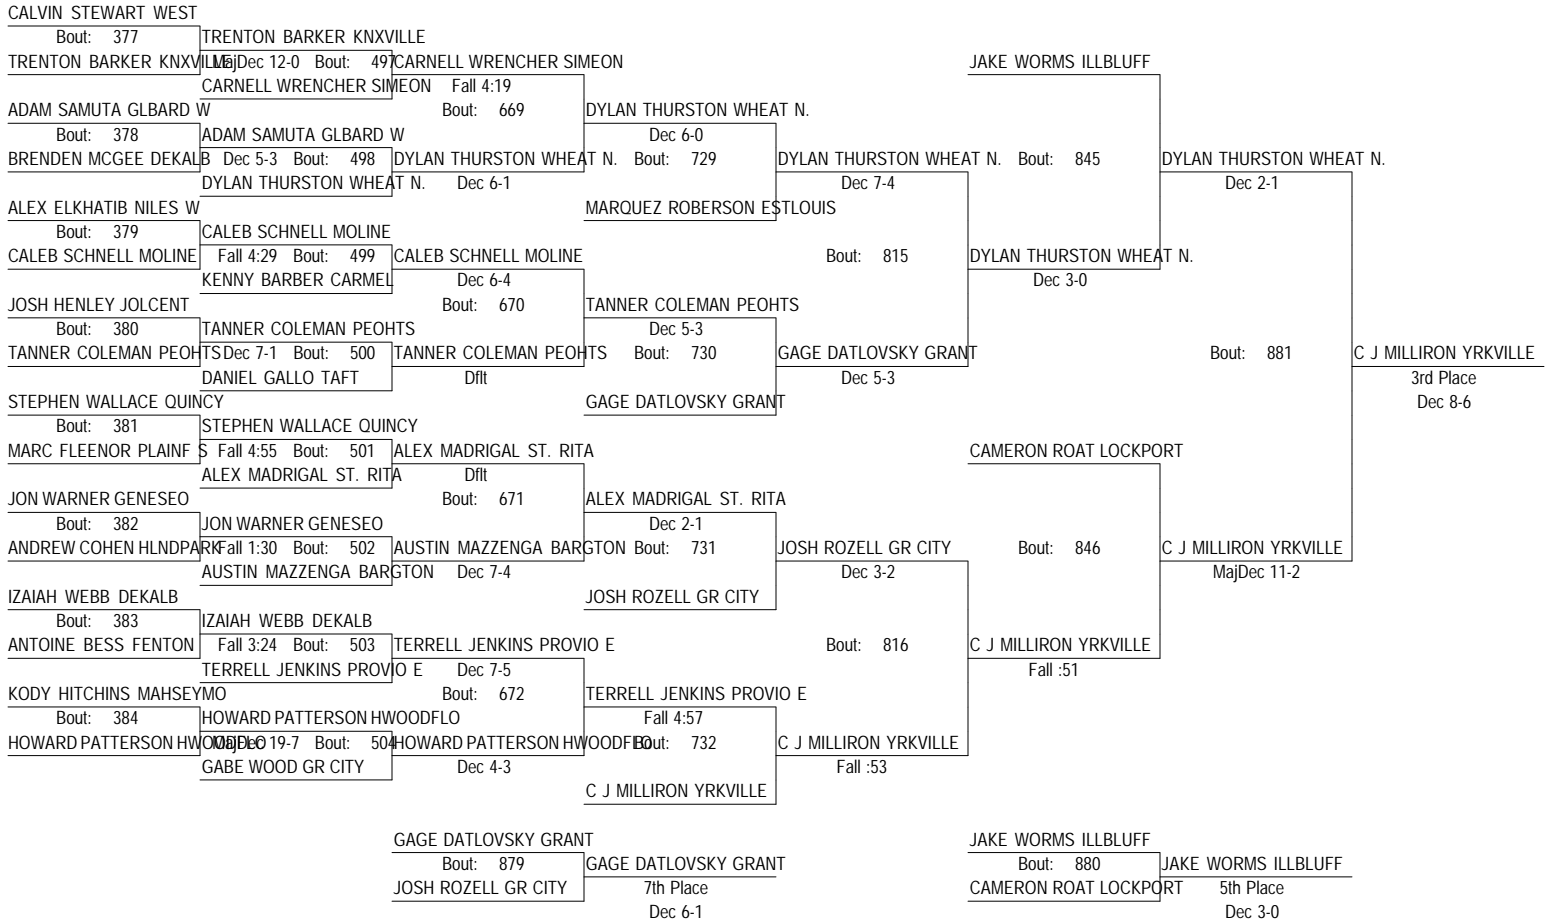 CALVIN STEWART WEST
Bout: 377 TRENTON BARKER KNXVILLE
TRENTON BARKER KNXVILLE MajDec 12-0 Bout: 497 CARNELL WRENCHER SIMEON JAKE WORMS ILLBLUFF
CARNELL WRENCHER SIMEON Fall 4:19
ADAM SAMUTA GLBARD W Bout: 669 DYLAN THURSTON WHEAT N.
Bout: 378 ADAM SAMUTA GLBARD W Dec 6-0
BRENDEN MCGEE DEKALB Dec 5-3 Bout: 498 DYLAN THURSTON WHEAT N. Bout: 729 DYLAN THURSTON WHEAT N. Bout: 845 DYLAN THURSTON WHEAT N.
DYLAN THURSTON WHEAT N. Dec 6-1 Dec 7-4 Dec 2-1
ALEX ELKHATIB NILES W MARQUEZ ROBERSON ESTLOUIS
Bout: 379 CALEB SCHNELL MOLINE
CALEB SCHNELL MOLINE Fall 4:29 Bout: 499 CALEB SCHNELL MOLINE Bout: 815 DYLAN THURSTON WHEAT N.
KENNY BARBER CARMEL Dec 6-4 Dec 3-0
JOSH HENLEY JOLCENT Bout: 670 TANNER COLEMAN PEOHTS
Bout: 380 TANNER COLEMAN PEOHTS Dec 5-3
TANNER COLEMAN PEOHTS Dec 7-1 Bout: 500 TANNER COLEMAN PEOHTS Bout: 730 GAGE DATLOVSKY GRANT Bout: 881 C J MILLIRON YRKVILLE
DANIEL GALLO TAFT Dflt Dec 5-3 3rd Place
STEPHEN WALLACE QUINCY GAGE DATLOVSKY GRANT Dec 8-6
Bout: 381 STEPHEN WALLACE QUINCY
MARC FLEENOR PLAINF S Fall 4:55 Bout: 501 ALEX MADRIGAL ST. RITA CAMERON ROAT LOCKPORT
ALEX MADRIGAL ST. RITA Dflt
JON WARNER GENESEO Bout: 671 ALEX MADRIGAL ST. RITA
Bout: 382 JON WARNER GENESEO Dec 2-1
ANDREW COHEN HLNDPARK Fall 1:30 Bout: 502 AUSTIN MAZZENGA BARGTON Bout: 731 JOSH ROZELL GR CITY Bout: 846 C J MILLIRON YRKVILLE
AUSTIN MAZZENGA BARGTON Dec 7-4 Dec 3-2 MajDec 11-2
IZAIAH WEBB DEKALB JOSH ROZELL GR CITY
Bout: 383 IZAIAH WEBB DEKALB
ANTOINE BESS FENTON Fall 3:24 Bout: 503 TERRELL JENKINS PROVIO E Bout: 816 C J MILLIRON YRKVILLE
TERRELL JENKINS PROVIO E Dec 7-5 Fall :51
KODY HITCHINS MAHSEYMO Bout: 672 TERRELL JENKINS PROVIO E
Bout: 384 HOWARD PATTERSON HWOODFLO Fall 4:57
HOWARD PATTERSON HWOODFLO MajDec 19-7 Bout: 504 HOWARD PATTERSON HWOODFLO Bout: 732 C J MILLIRON YRKVILLE
GABE WOOD GR CITY Dec 4-3 Fall :53
C J MILLIRON YRKVILLE
GAGE DATLOVSKY GRANT JAKE WORMS ILLBLUFF
Bout: 879 GAGE DATLOVSKY GRANT Bout: 880 JAKE WORMS ILLBLUFF
JOSH ROZELL GR CITY 7th Place CAMERON ROAT LOCKPORT 5th Place
Dec 6-1 Dec 3-0